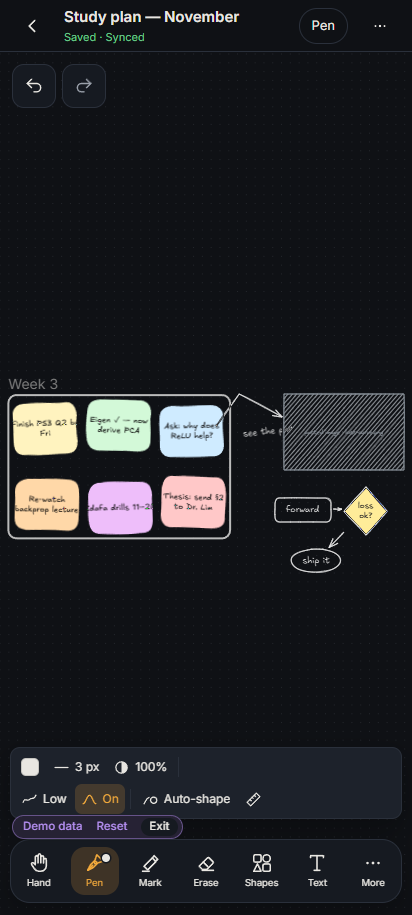 Study plan — November
Saved · Synced
Pen
Week 3
Finish PS3 Q2 by
Fri
Eigen ✓ — now
derive PCA
Ask: why does
ReLU help?
see the
Re-watch
backprop lecture
drills 11–
Thesis: send §2
to Dr. Lim
forward
loss
ok?
ship it
3 px
100%
Low
On
Auto-shape
Demo data
Reset
Exit
Hand
Pen
Mark
Erase
Shapes
Text
More